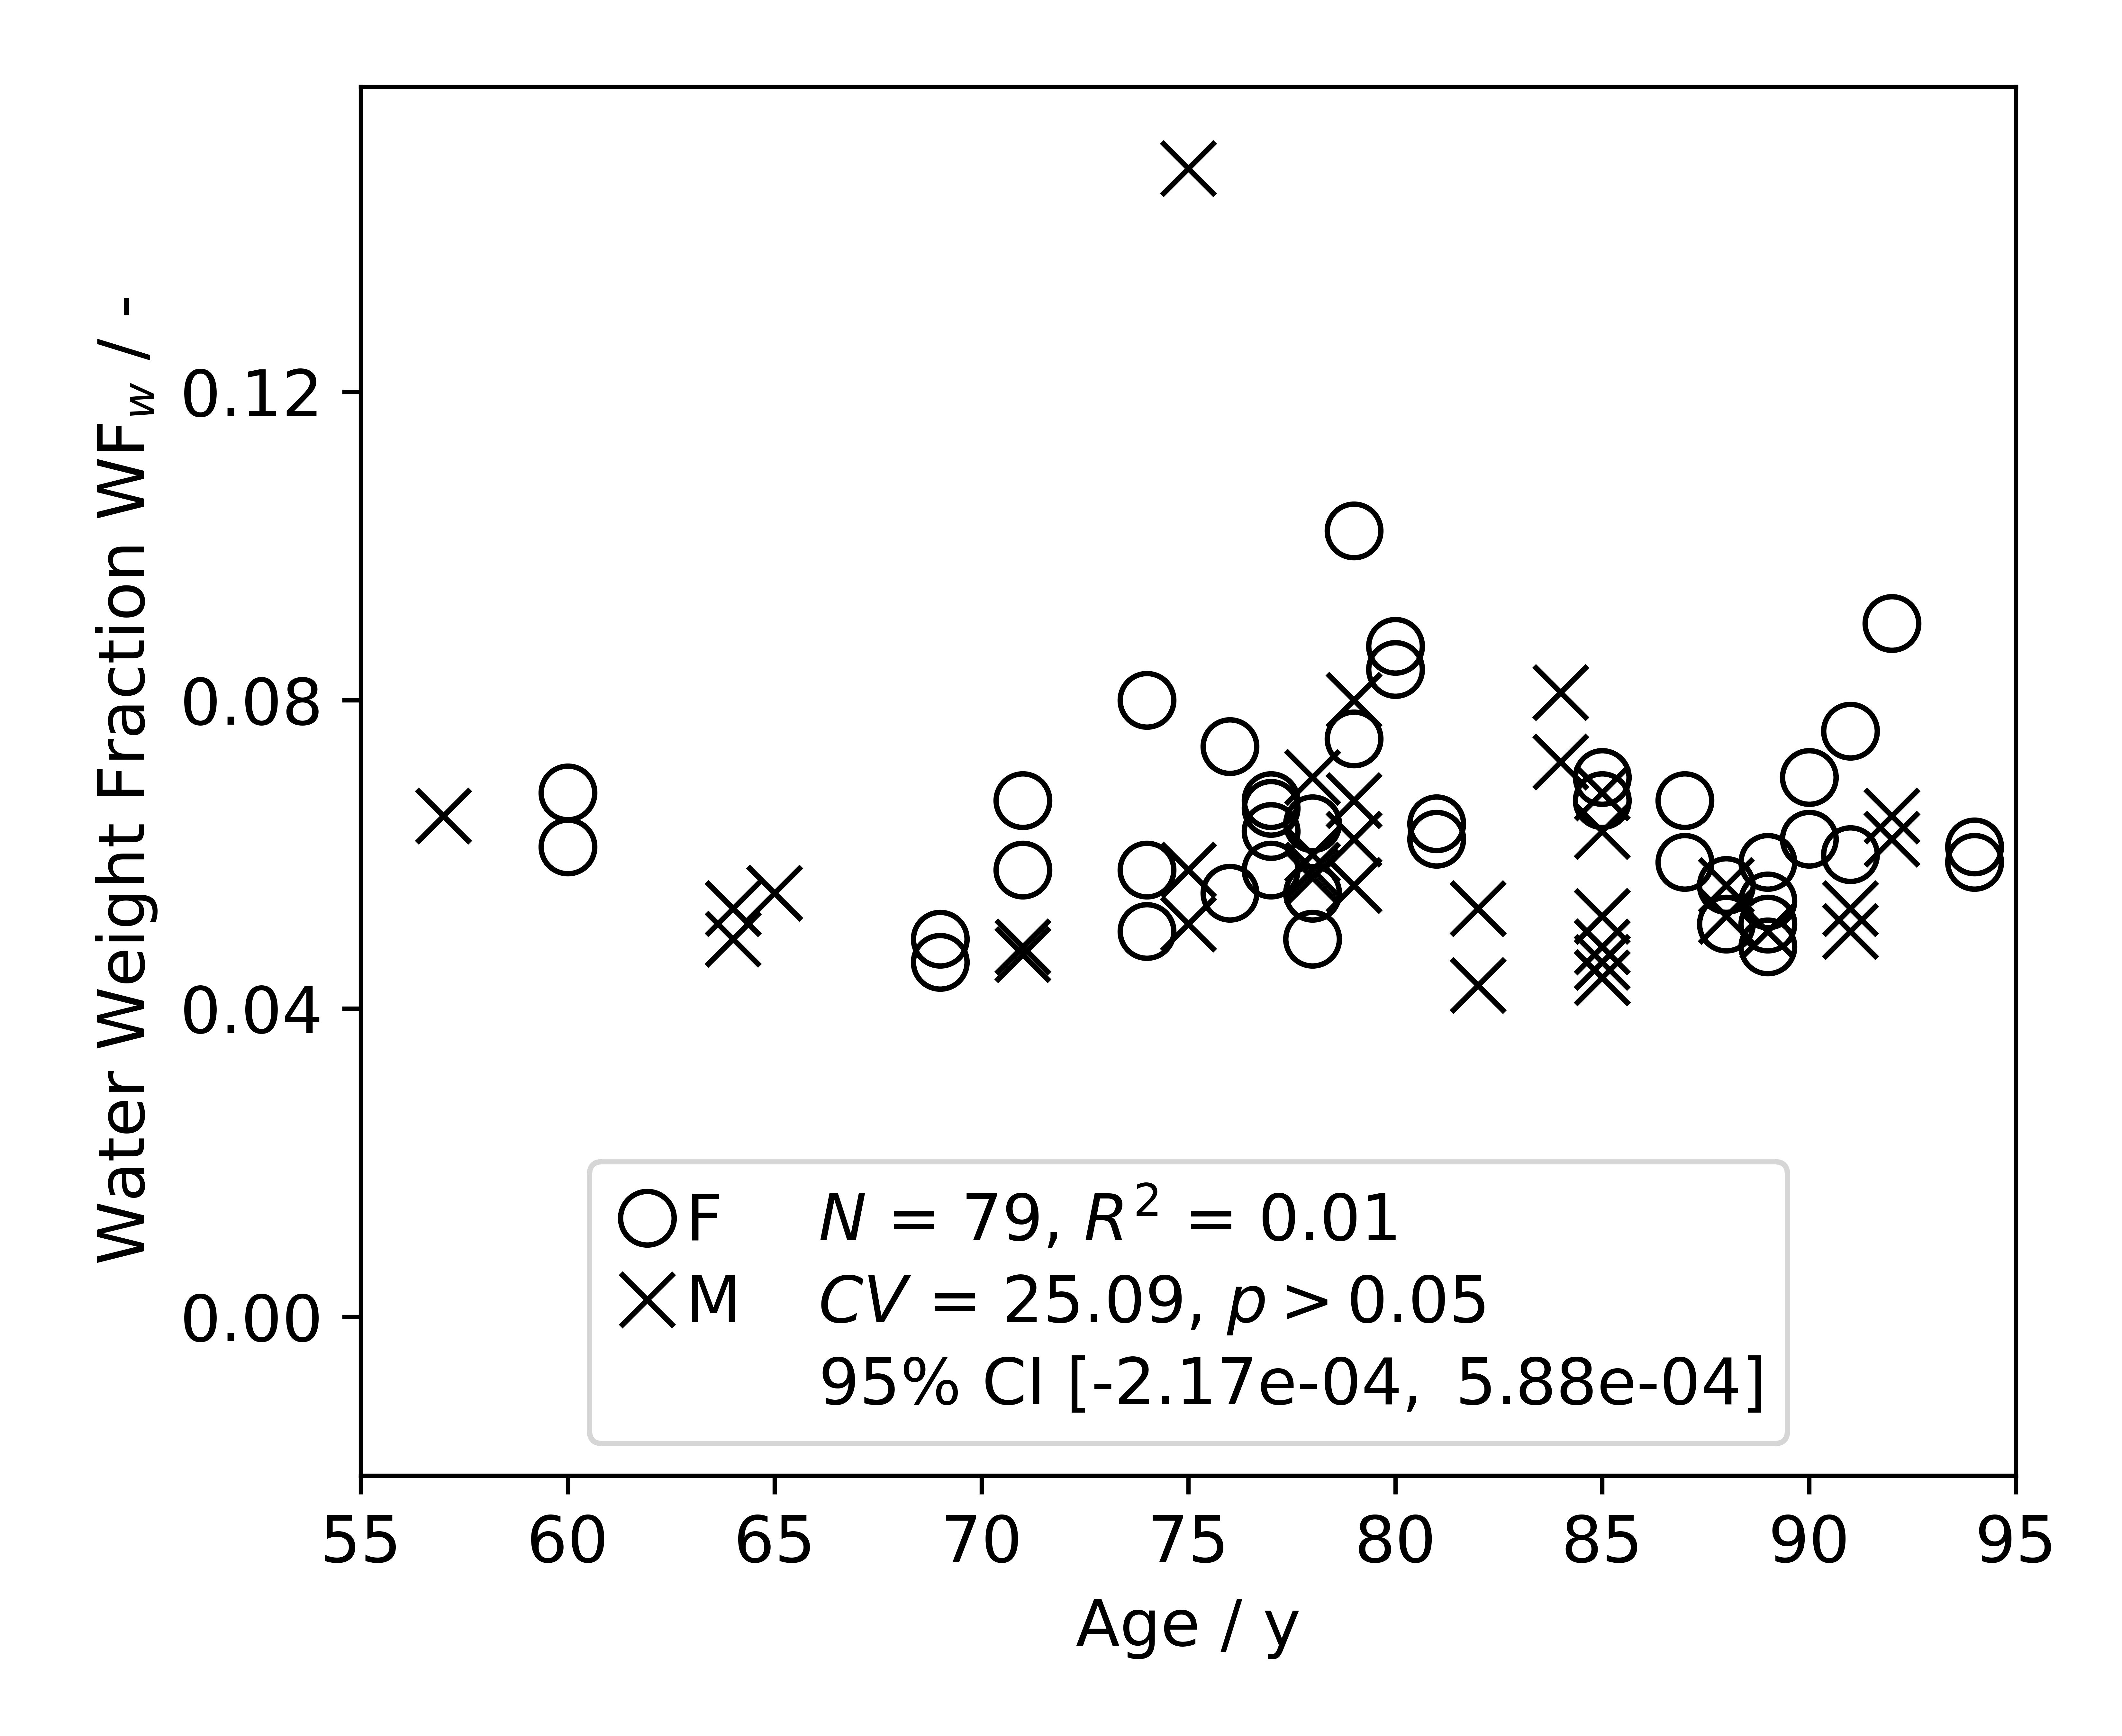 Water Weight Fraction WF_w / -
0.12
0.08
0.04
0.00
F N = 79, R² = 0.01
M CV = 25.09, p > 0.05
95% CI [-2.17e-04, 5.88e-04]
55 60 65 70 75 80 85 90 95
Age / y